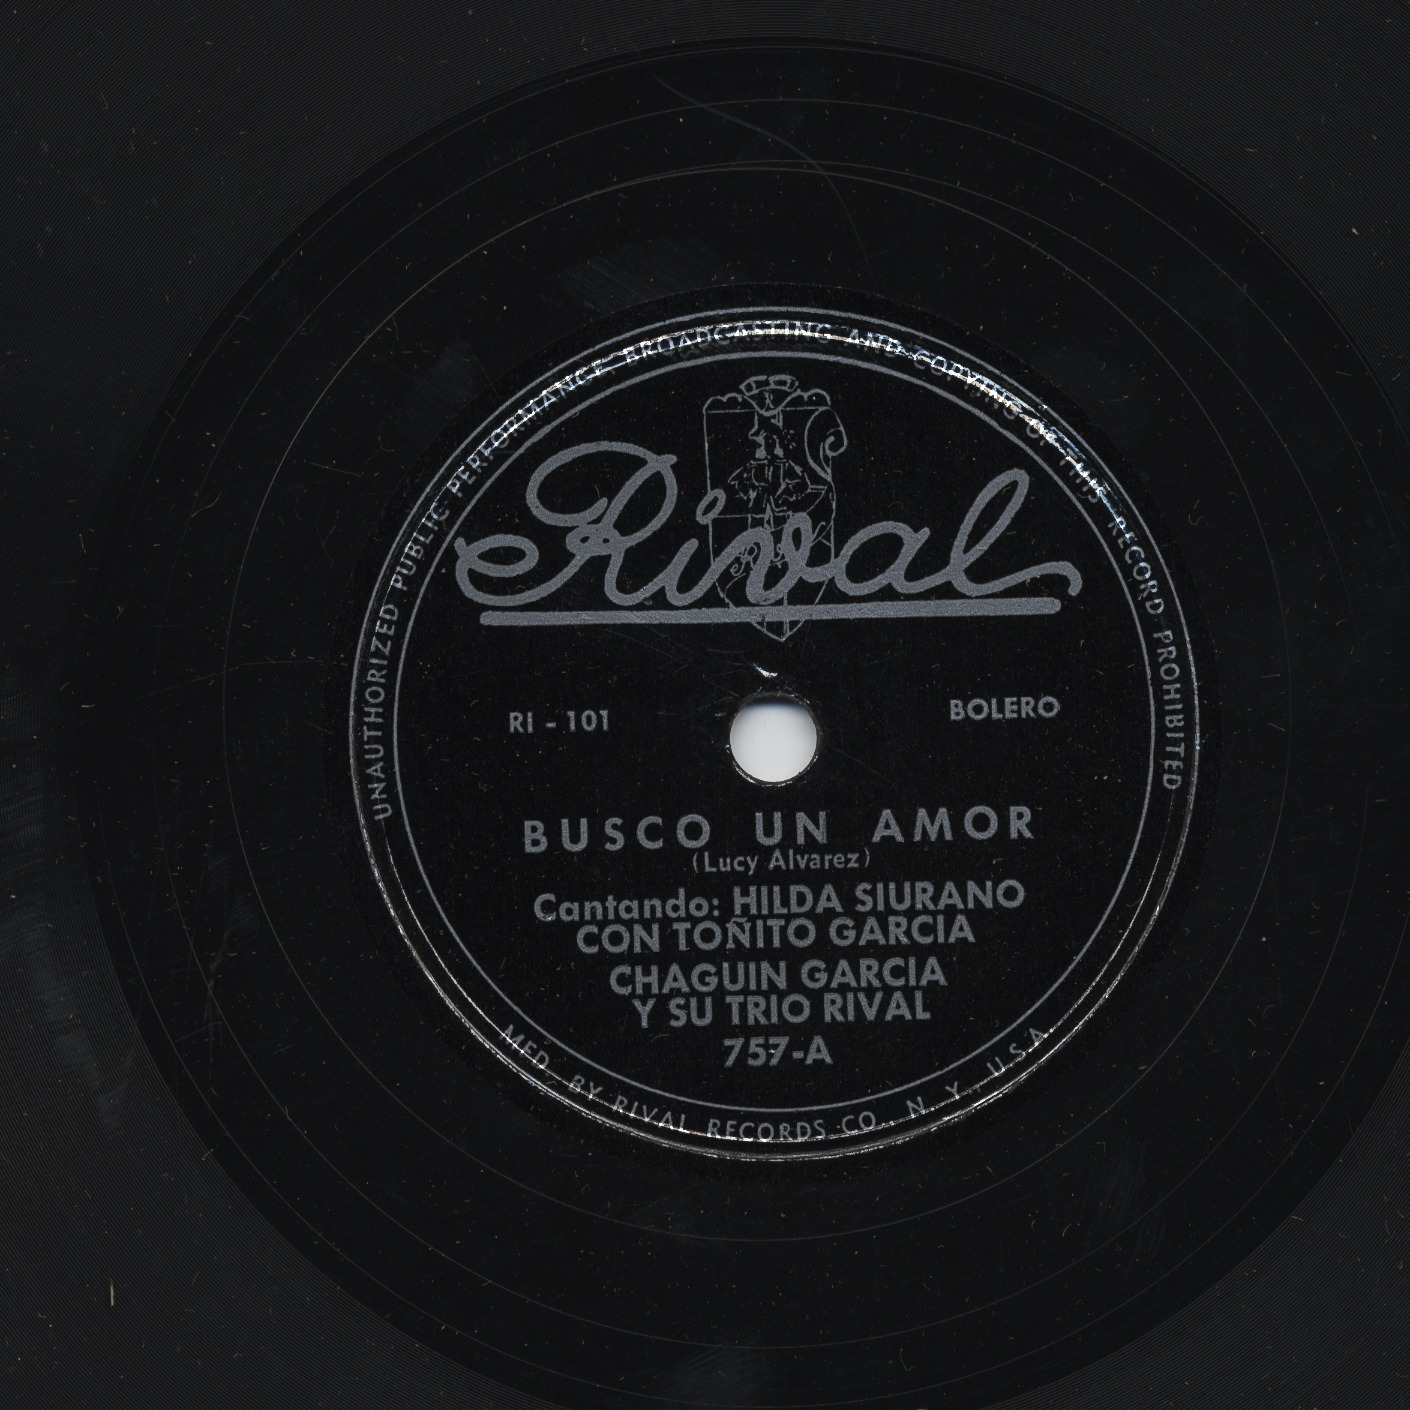 UNAUTHORIZED PUBLIC PERFORMANCE BROADCASTING AND COPYING OF THIS RECORD PROHIBITED
Rival
RI - 101
BOLERO
BUSCO UN AMOR
(Lucy Alvarez)
Cantando: HILDA SIURANO
CON TOÑITO GARCIA
CHAGUIN GARCIA
Y SU TRIO RIVAL
757-A
MFD. BY RIVAL RECORDS CO. N. Y. U.S.A.